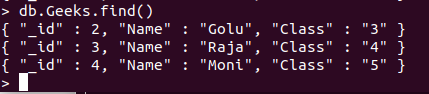 > db.Geeks.find()
{ "_id" : 2, "Name" : "Golu", "Class" : "3" }
{ "_id" : 3, "Name" : "Raja", "Class" : "4" }
{ "_id" : 4, "Name" : "Moni", "Class" : "5" }
>